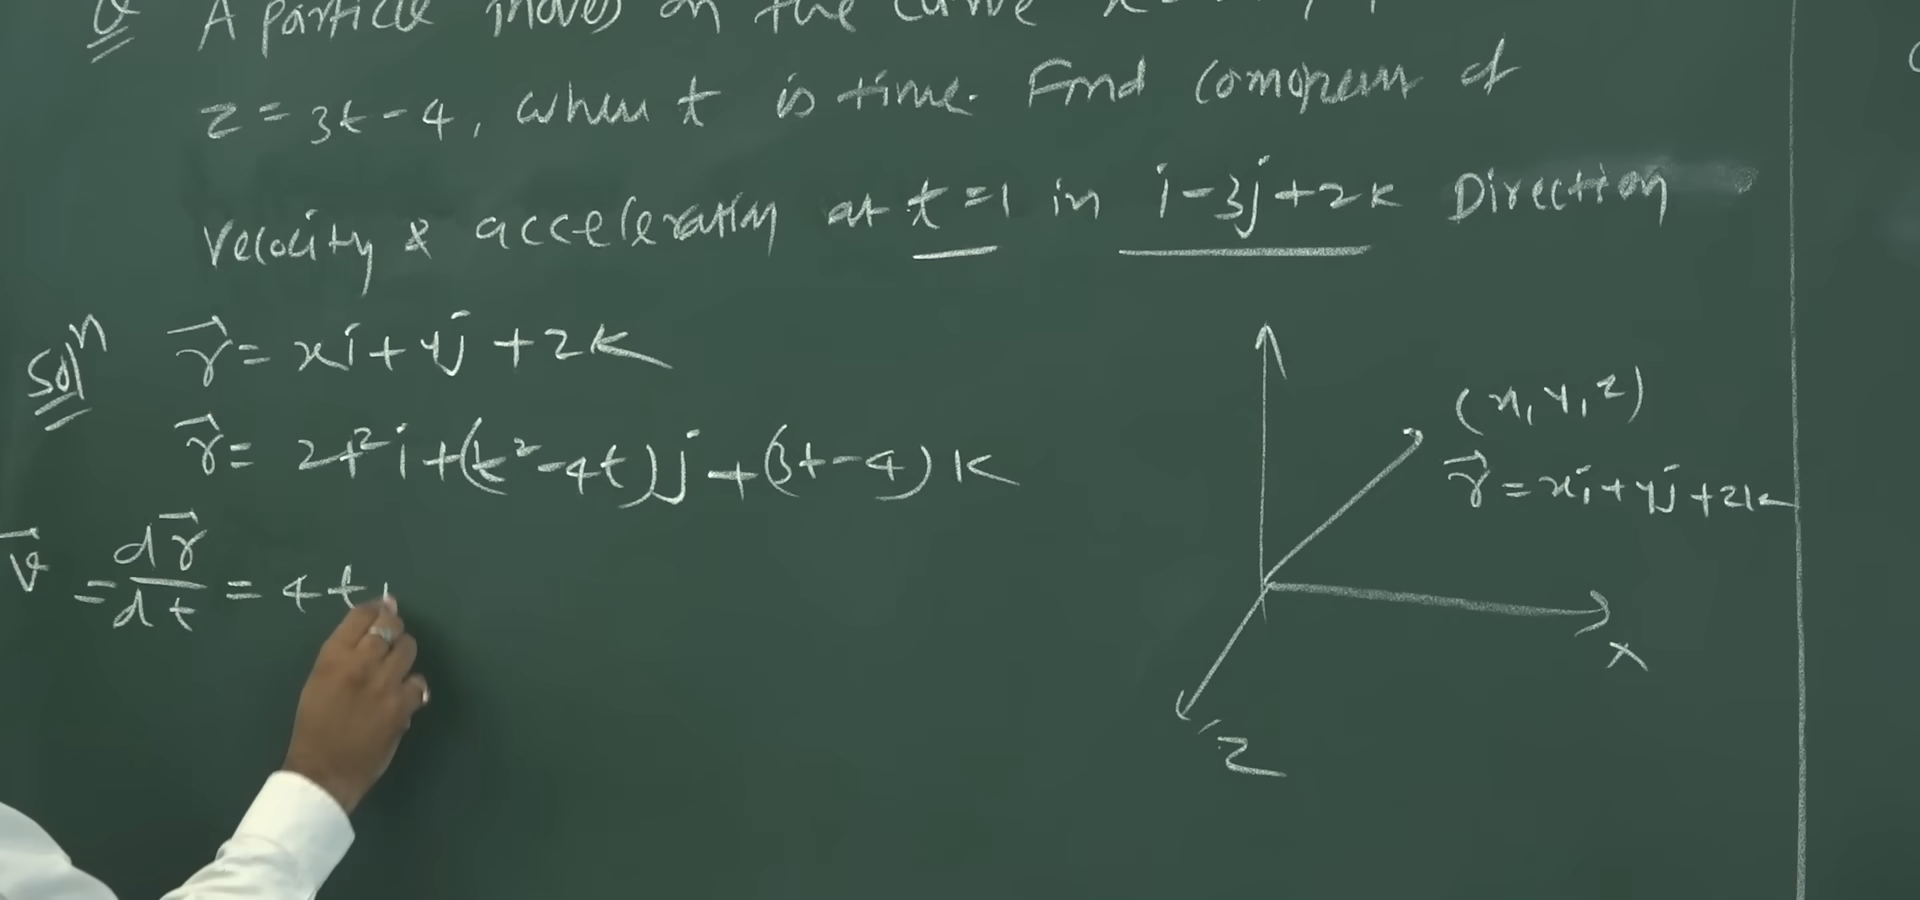 Q A particle moves on the curve x
z=3t-4, when t is time. Find component of
velocity & acceleration at t=1 in i-3j+2k Direction
Solⁿ r⃗ = xi+yj+zk
r⃗ = 2t²i+(t²-4t)j+(3t-4)k
v⃗ = dr⃗/dt = 4ti
(x,y,z)
r⃗=xi+yj+zk
x
z